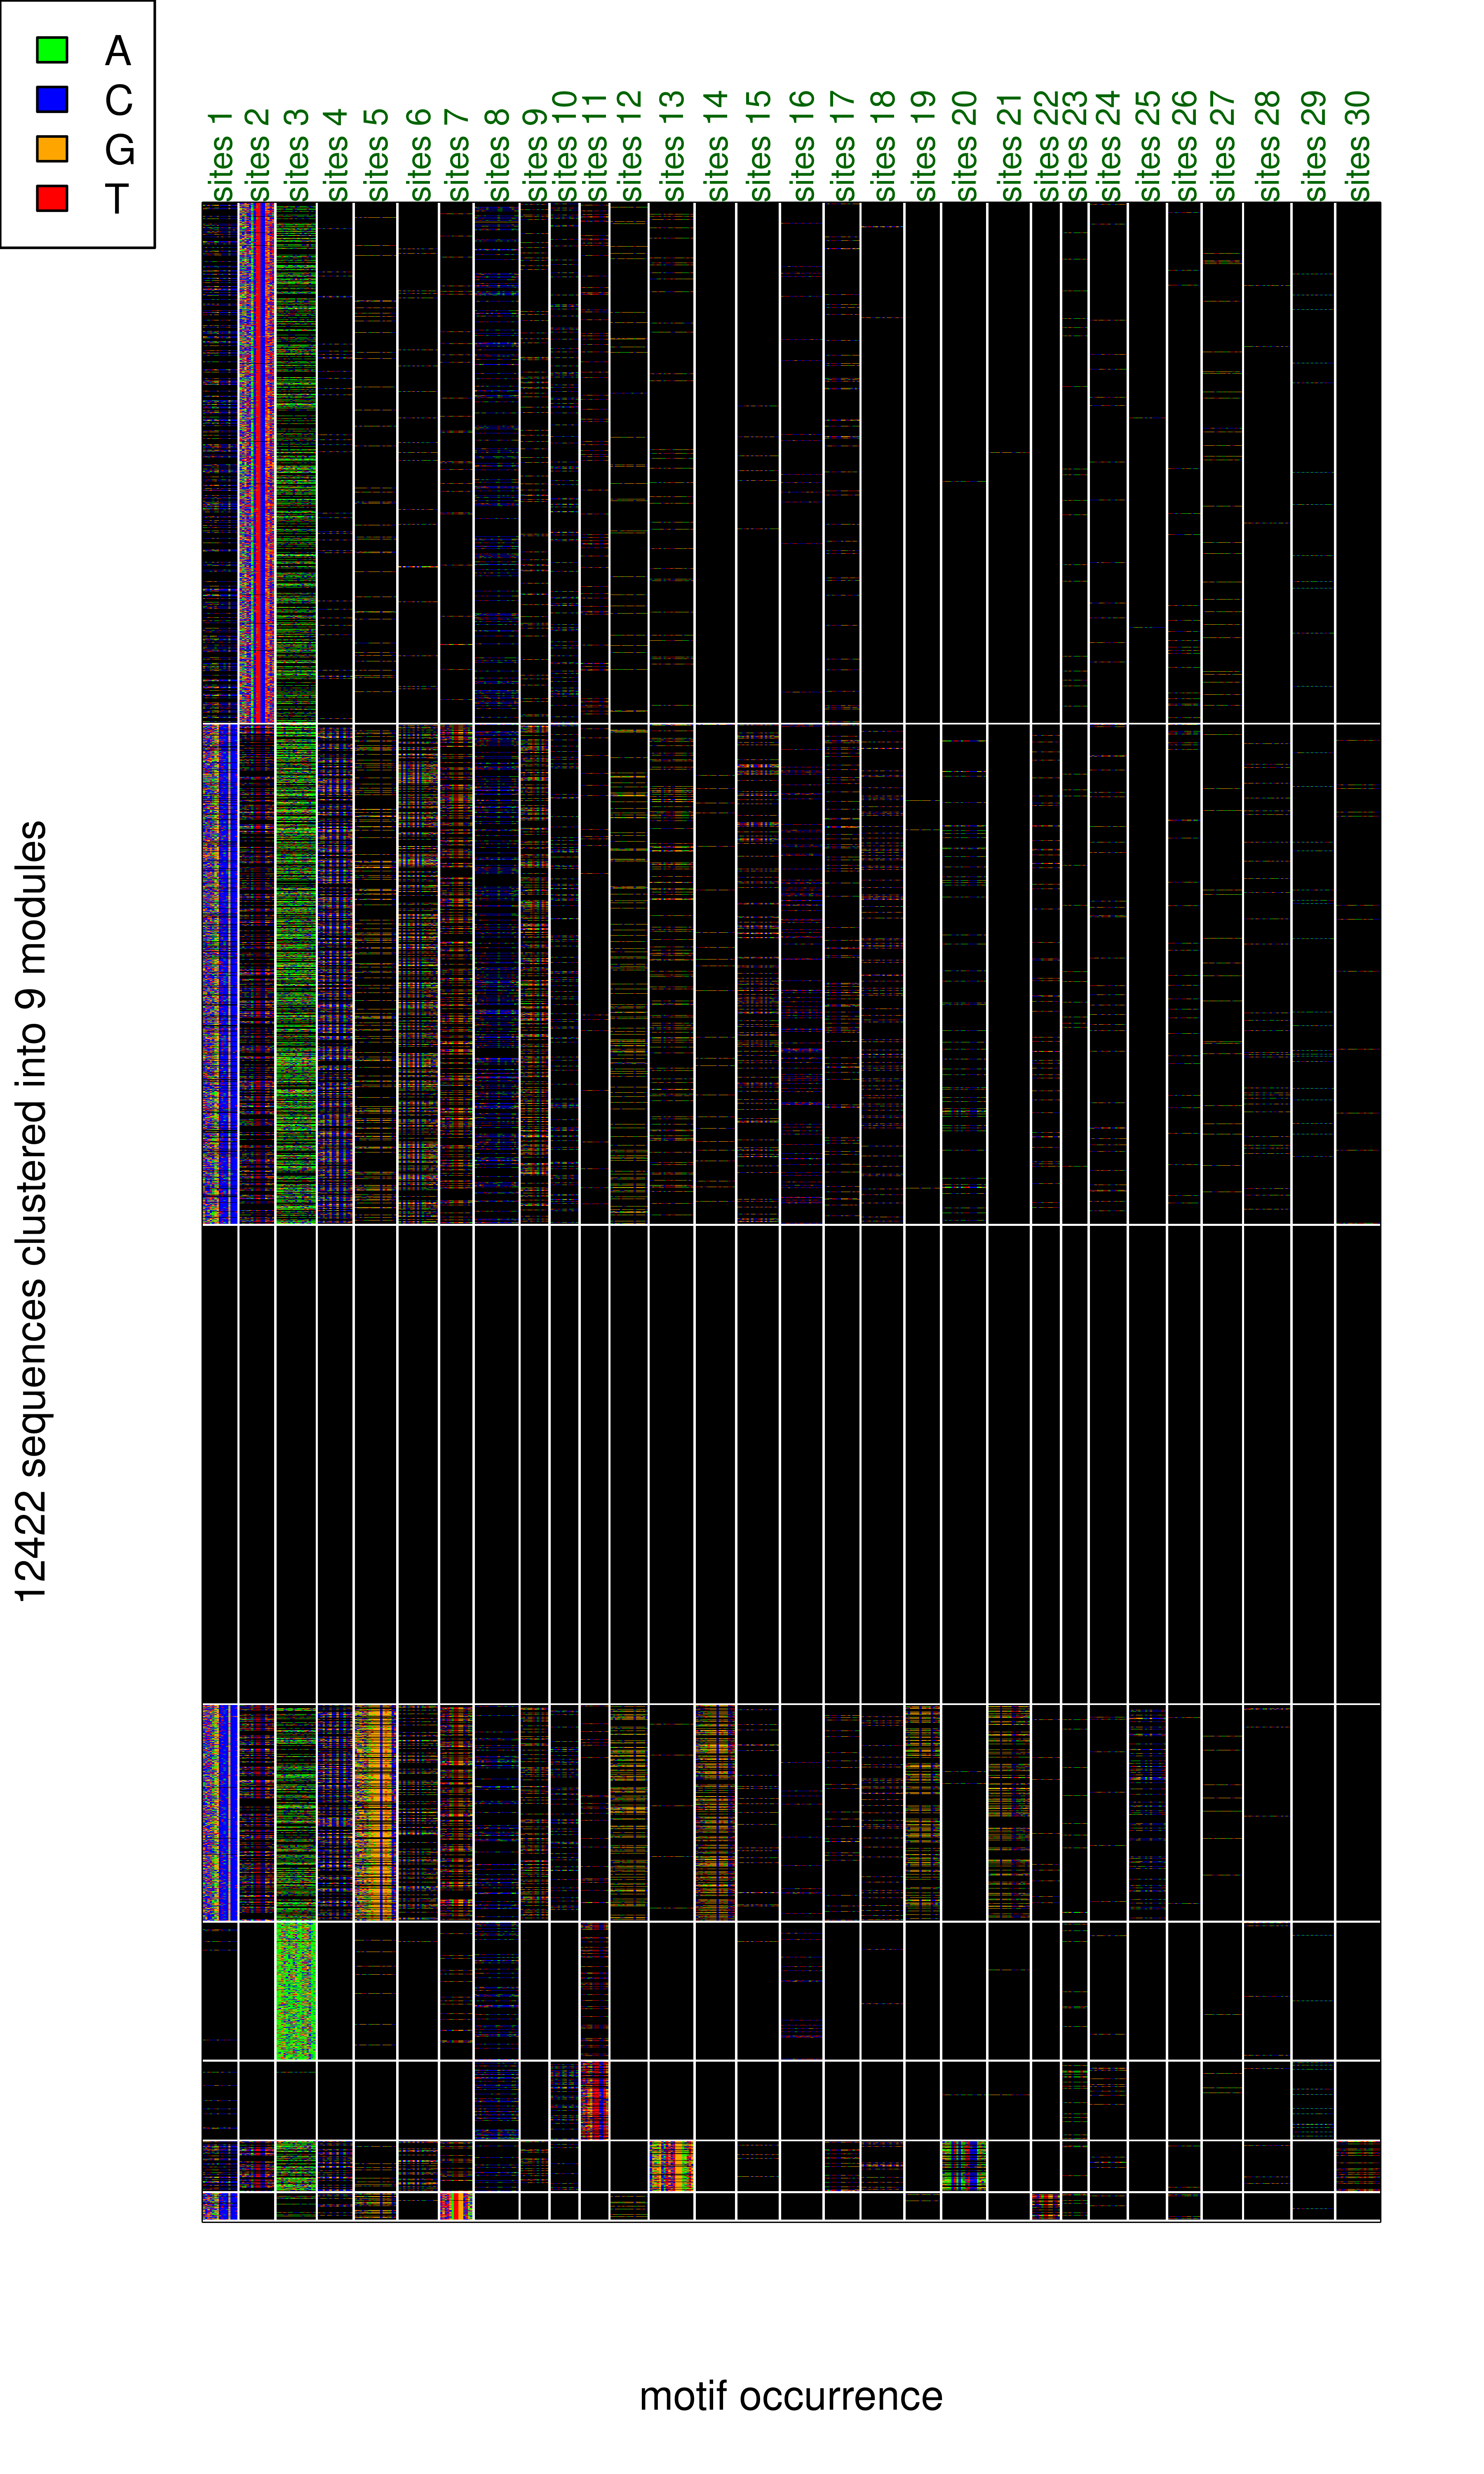 A
C
G
T
sites 1
sites 2
sites 3
sites 4
sites 5
sites 6
sites 7
sites 8
sites 9
sites 10
sites 11
sites 12
sites 13
sites 14
sites 15
sites 16
sites 17
sites 18
sites 19
sites 20
sites 21
sites 22
sites 23
sites 24
sites 25
sites 26
sites 27
sites 28
sites 29
sites 30
12422 sequences clustered into 9 modules
motif occurrence